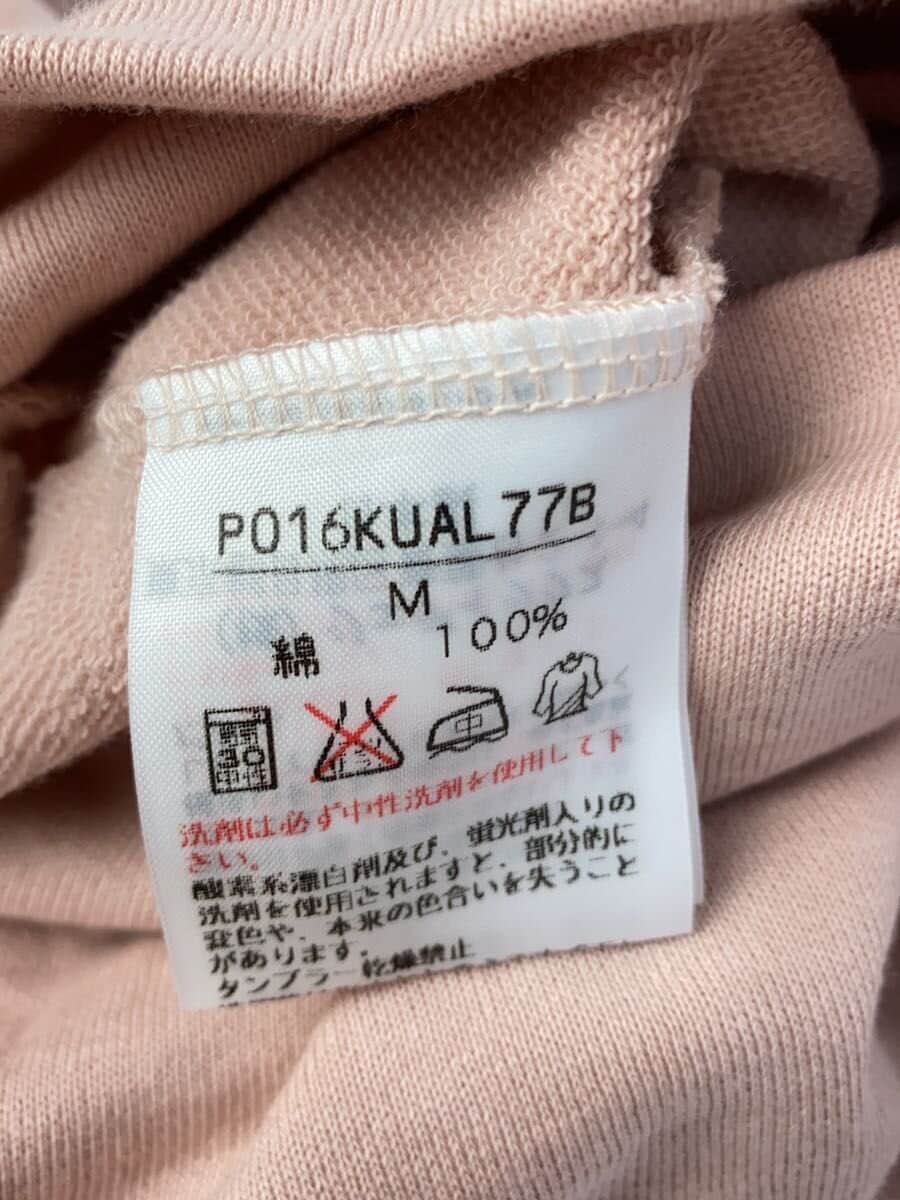 P016KUAL77B
M
綿 100%
30
中性
中
洗剤は必ず中性洗剤を使用して下
さい。
酸素系漂白剤及び、蛍光剤入りの
洗剤を使用されますと、部分的に
変色や、本来の色合いを失うこと
があります。
タンブラー乾燥禁止